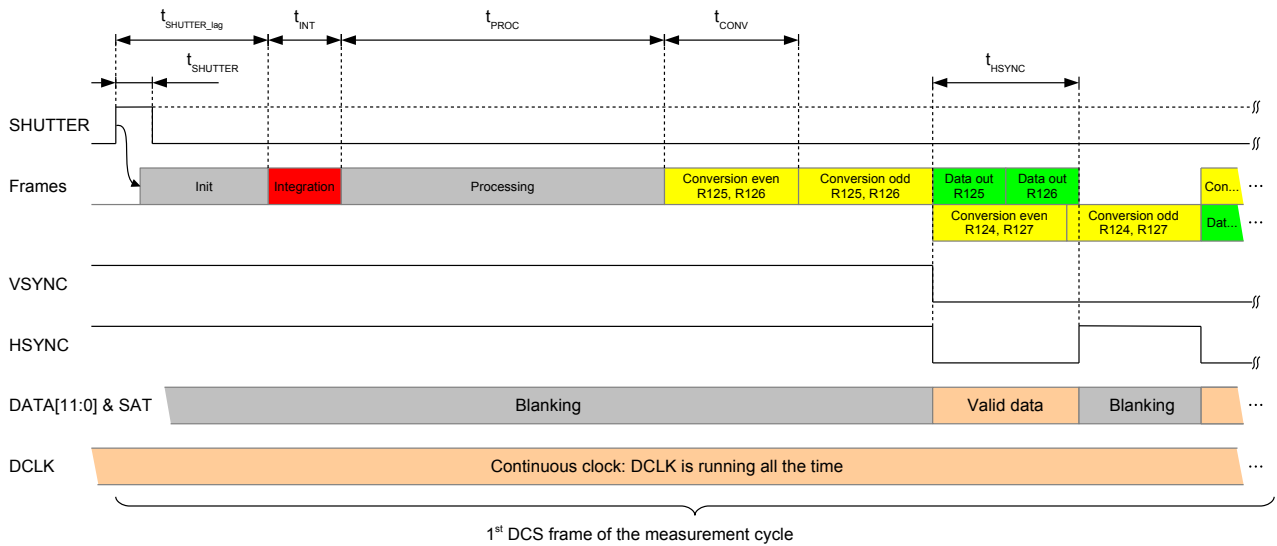 tSHUTTER_lag tINT tPROC tCONV
tSHUTTER tHSYNC
SHUTTER
Frames Init Integration Processing Conversion even R125, R126 Conversion odd R125, R126 Data out R125 Data out R126 Con... ...
Conversion even R124, R127 Conversion odd R124, R127 Dat... ...
VSYNC
HSYNC
DATA[11:0] & SAT Blanking Valid data Blanking ...
DCLK Continuous clock: DCLK is running all the time ...
1st DCS frame of the measurement cycle